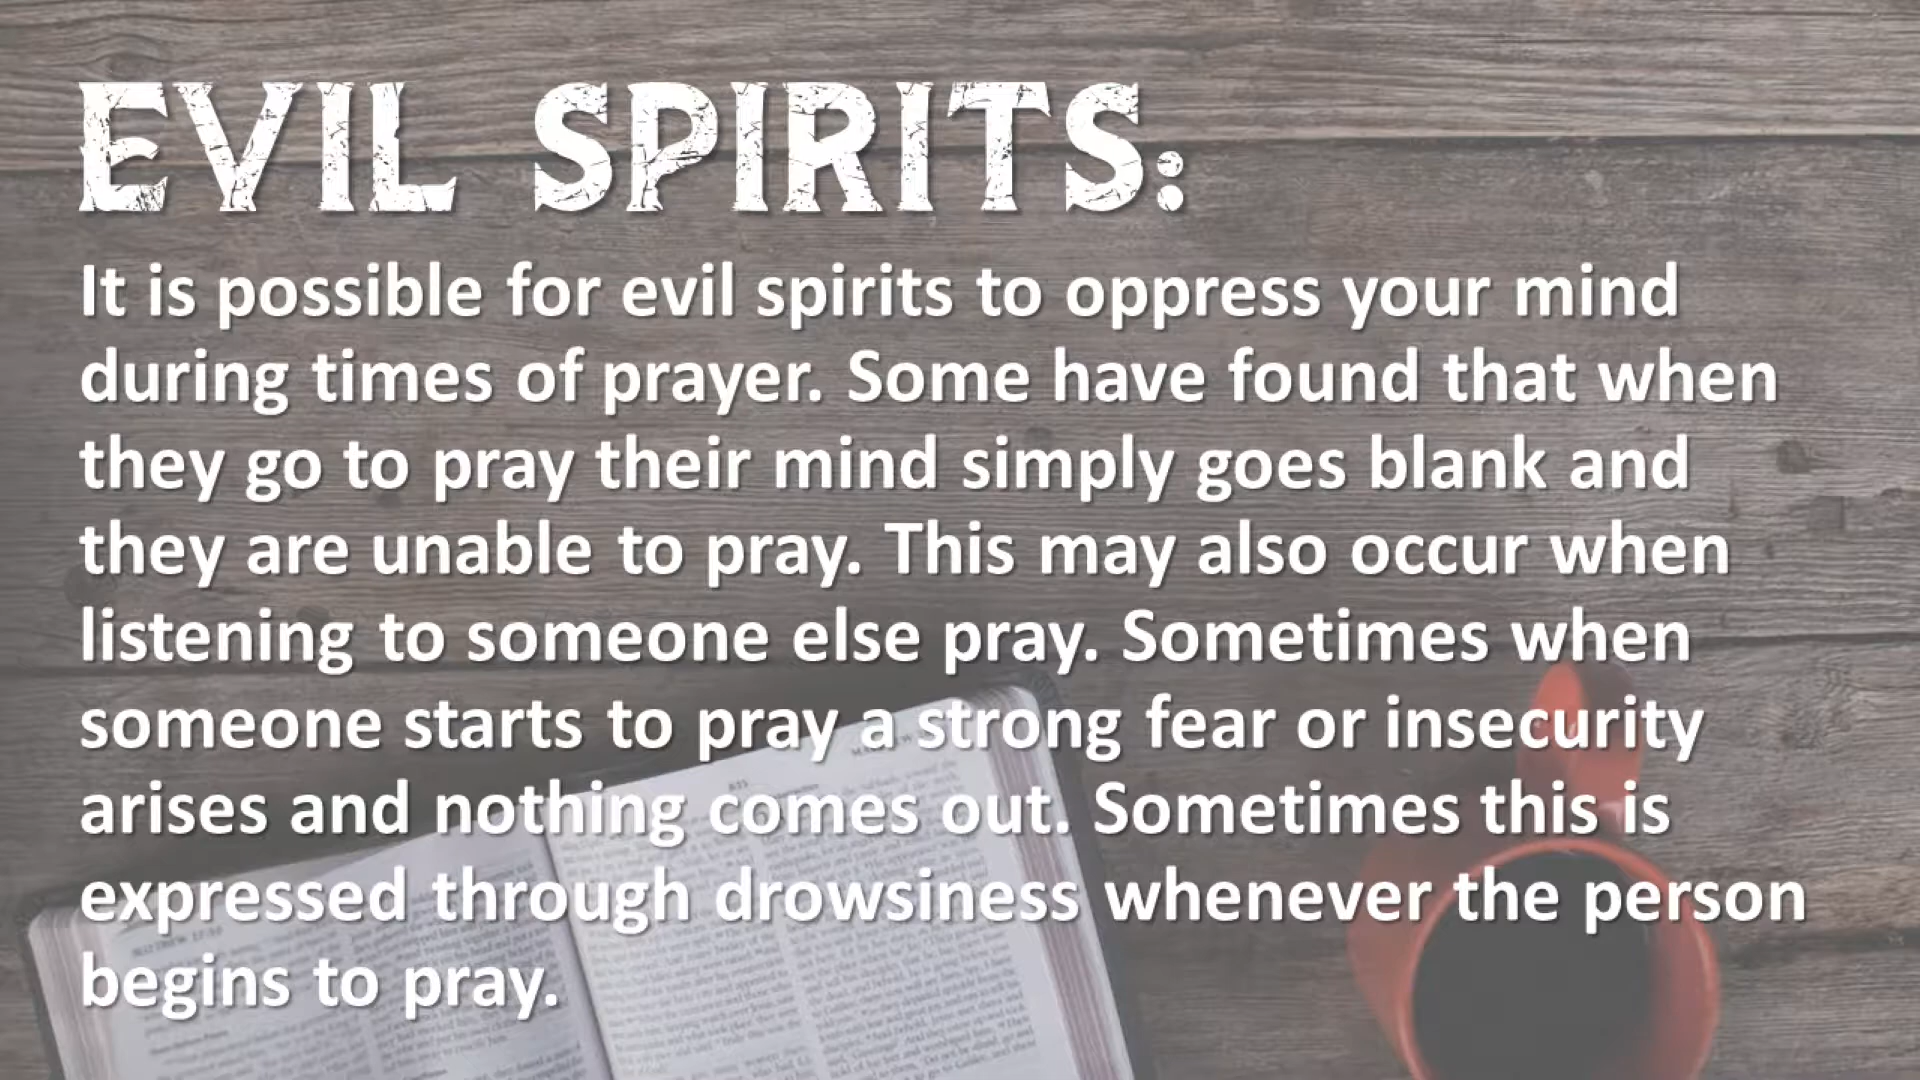 EVIL SPIRITS:
It is possible for evil spirits to oppress your mind
during times of prayer. Some have found that when
they go to pray their mind simply goes blank and
they are unable to pray. This may also occur when
listening to someone else pray. Sometimes when
someone starts to pray a strong fear or insecurity
arises and nothing comes out. Sometimes this is
expressed through drowsiness whenever the person
begins to pray.